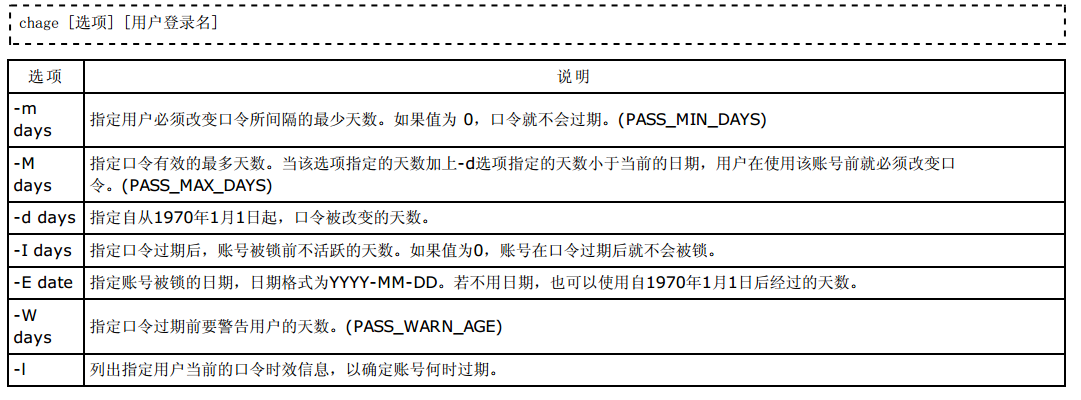 chage [选项] [用户登录名]
选项 说明
-m
days
指定用户必须改变口令所间隔的最少天数。如果值为 0，口令就不会过期。(PASS_MIN_DAYS)
-M
days
指定口令有效的最多天数。当该选项指定的天数加上-d选项指定的天数小于当前的日期，用户在使用该账号前就必须改变口
令。(PASS_MAX_DAYS)
-d days 指定自从1970年1月1日起，口令被改变的天数。
-I days 指定口令过期后，账号被锁前不活跃的天数。如果值为0，账号在口令过期后就不会被锁。
-E date 指定账号被锁的日期，日期格式为YYYY-MM-DD。若不用日期，也可以使用自1970年1月1日后经过的天数。
-W
days
指定口令过期前要警告用户的天数。(PASS_WARN_AGE)
-l 列出指定用户当前的口令时效信息，以确定账号何时过期。